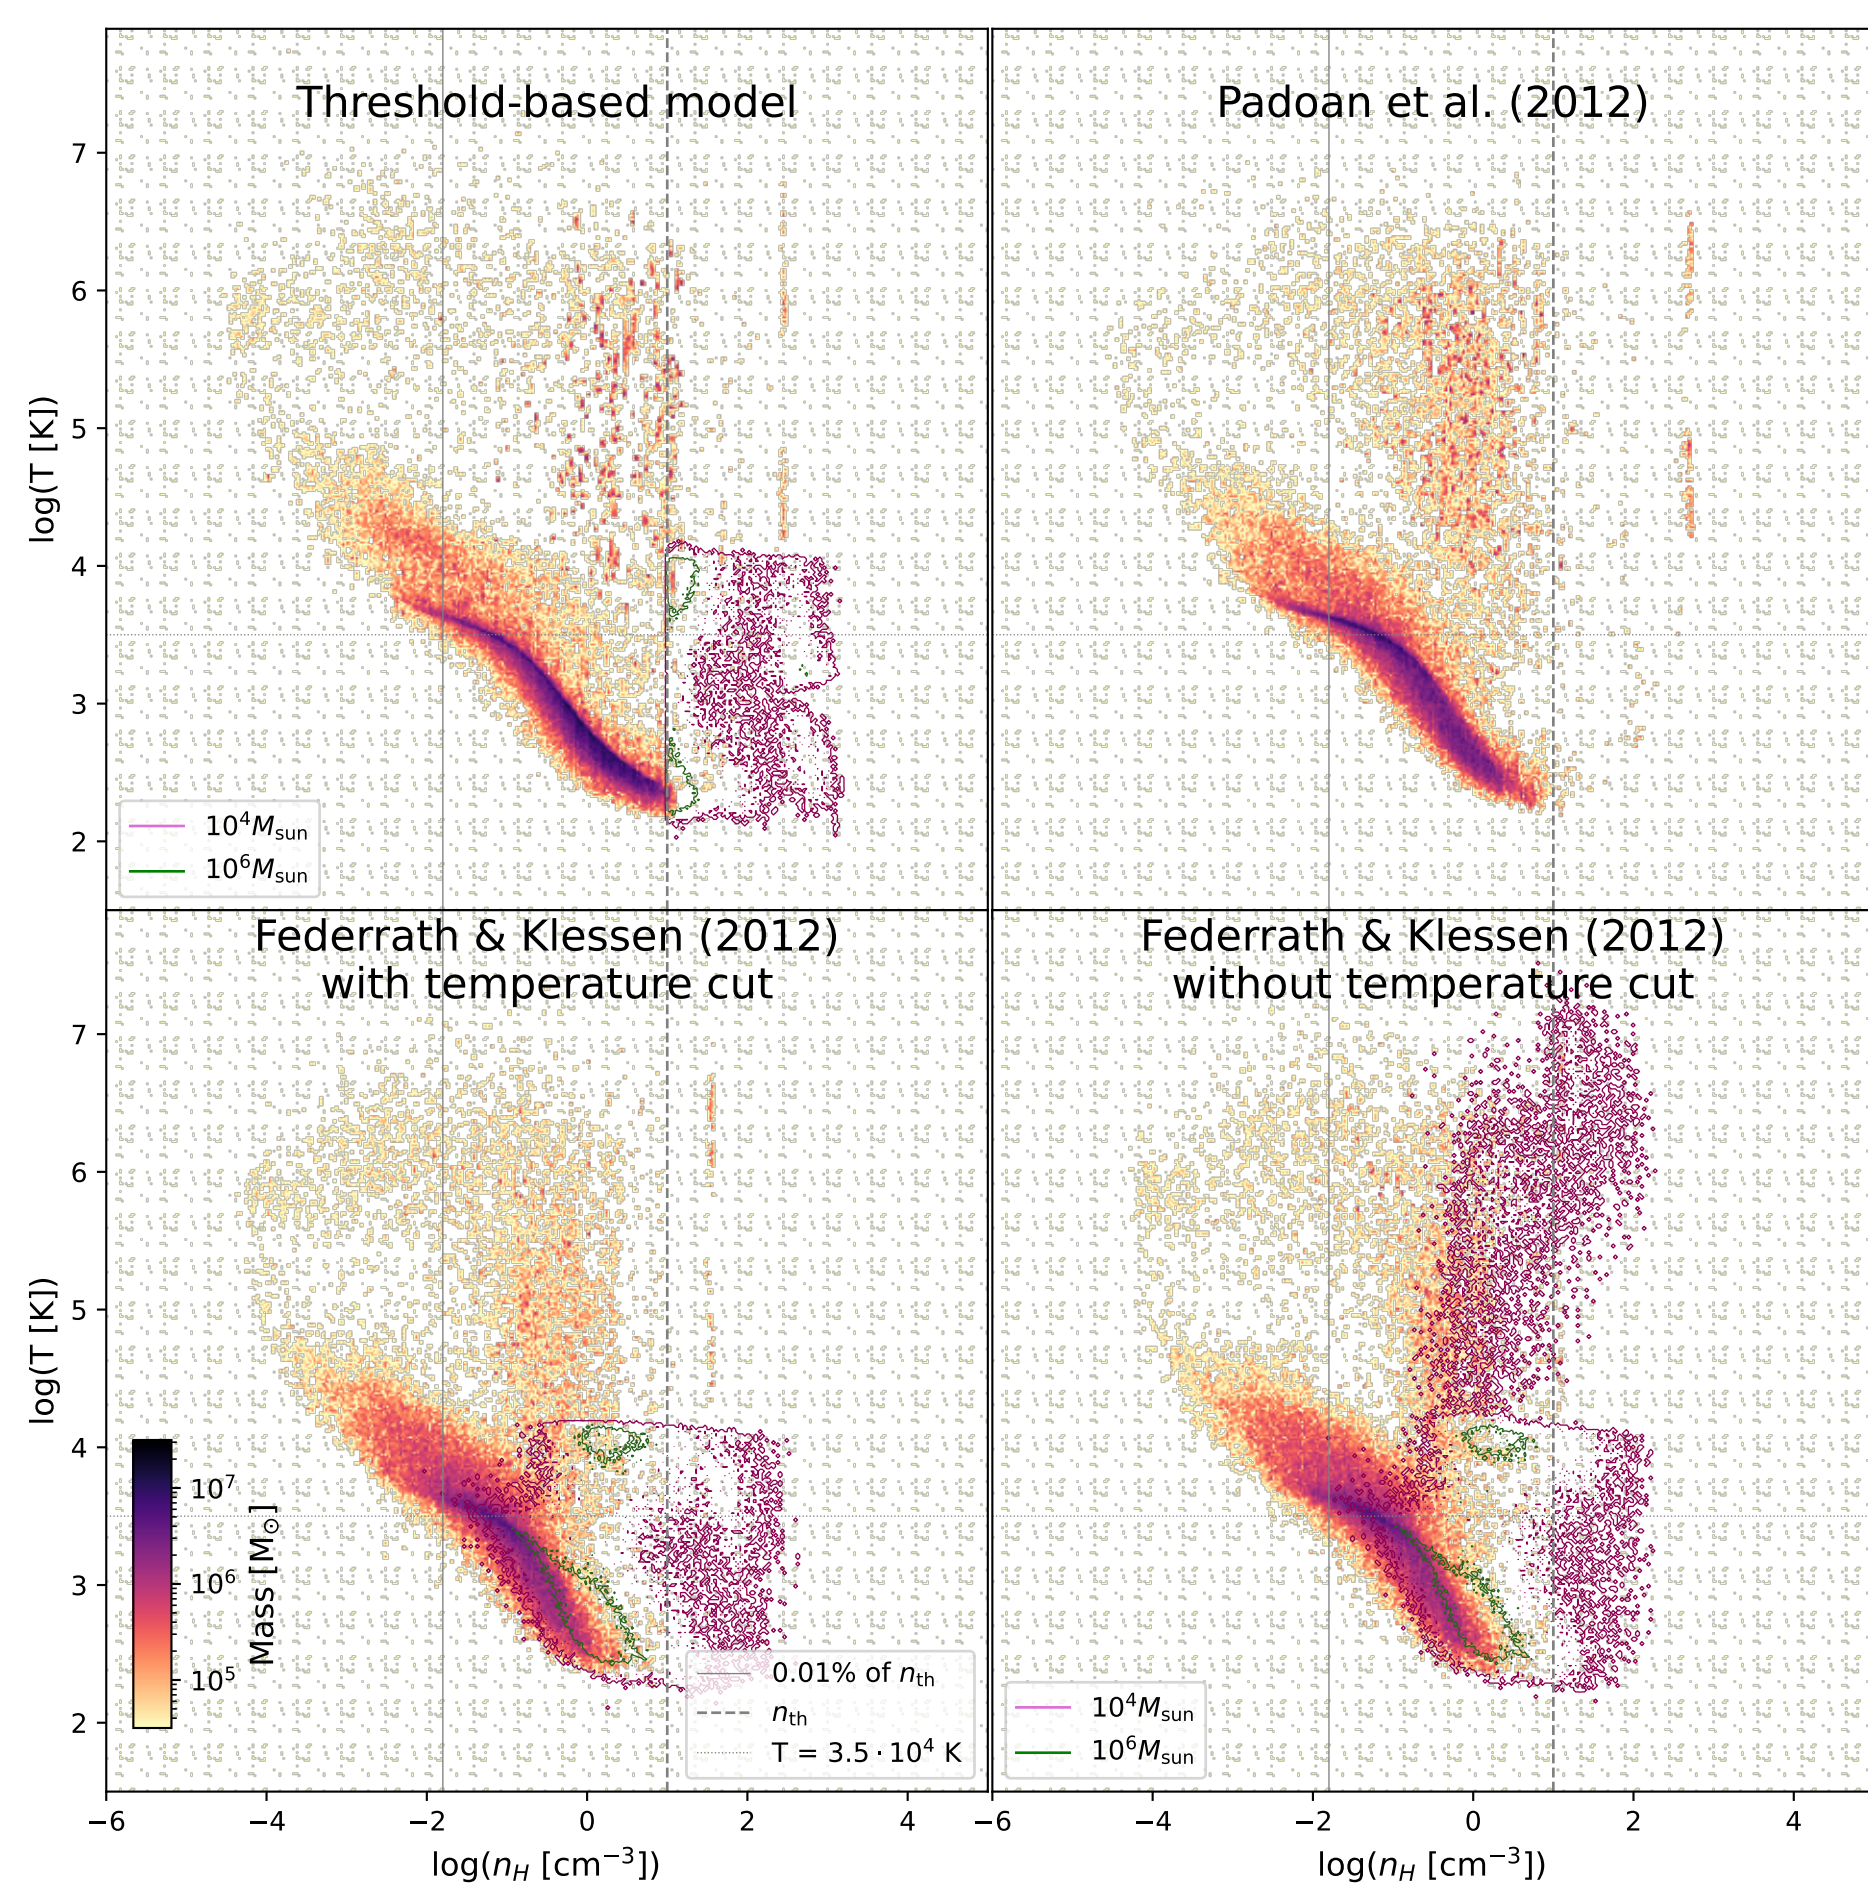 Threshold-based model
Padoan et al. (2012)
7
6
5
4
3
2
log(T [K])
10⁴M_sun
10⁶M_sun
Federrath & Klessen (2012)
with temperature cut
Federrath & Klessen (2012)
without temperature cut
7
6
5
4
3
2
log(T [K])
10⁷
10⁶
10⁵
Mass [M⊙]
0.01% of n_th
n_th
T = 3.5·10⁴ K
10⁴M_sun
10⁶M_sun
−6 −4 −2 0 2 4
−6 −4 −2 0 2 4
log(n_H [cm⁻³])
log(n_H [cm⁻³])